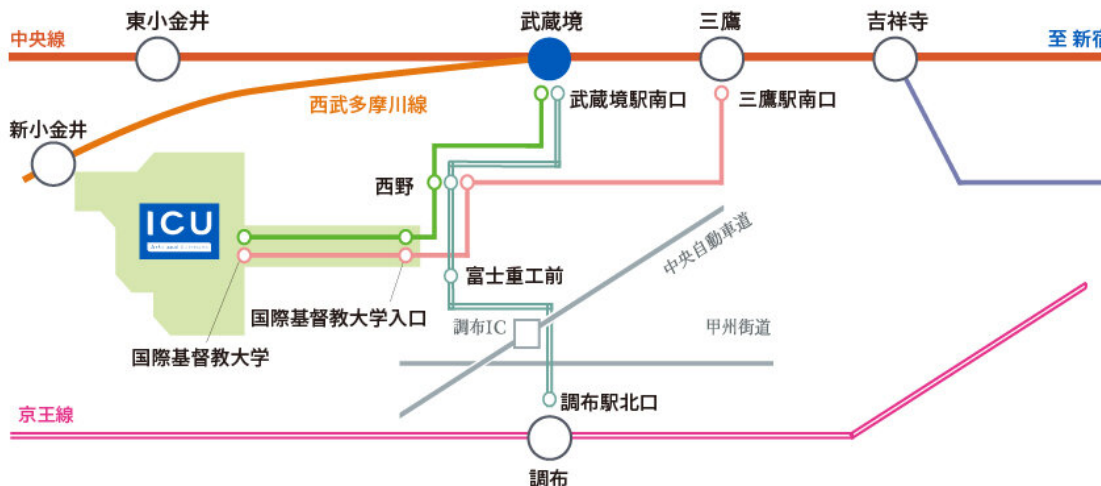 東小金井
武蔵境
三鷹
吉祥寺
中央線
至 新宿
西武多摩川線
武蔵境駅南口
三鷹駅南口
新小金井
西野
ICU
中央自動車道
富士重工前
国際基督教大学入口
調布IC
甲州街道
国際基督教大学
調布駅北口
京王線
調布